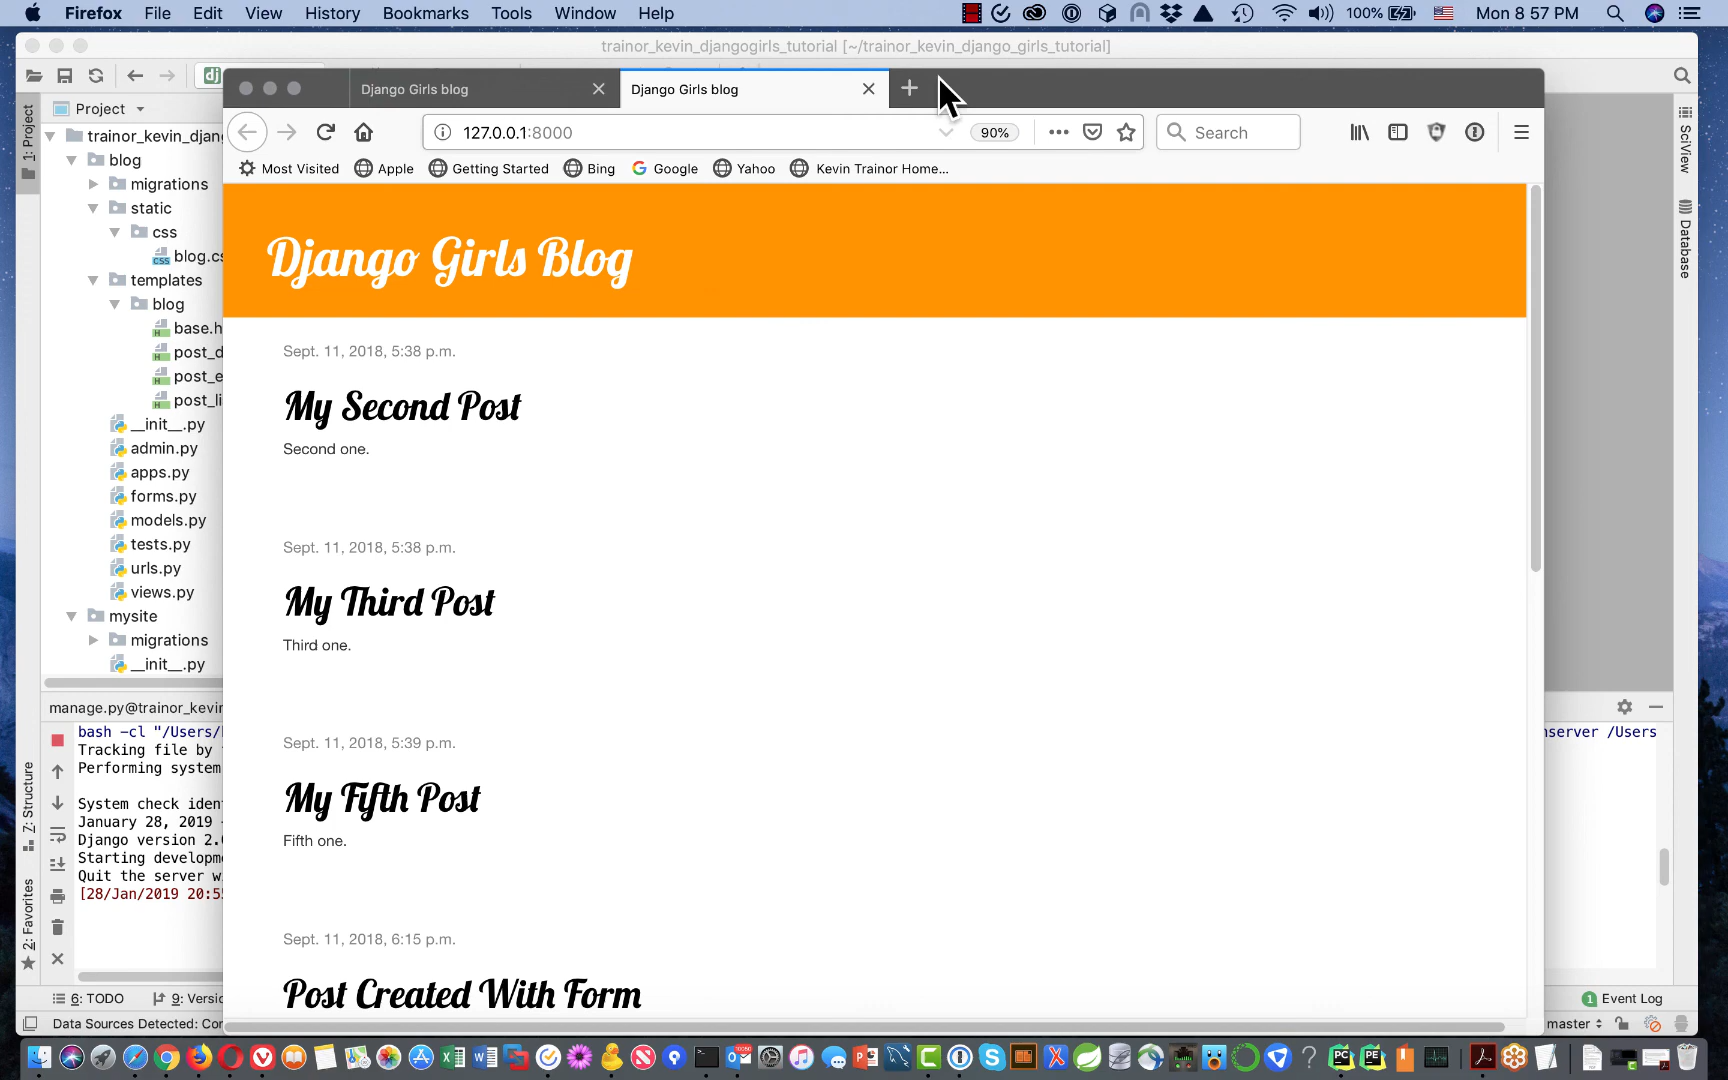 Firefox File Edit View History Bookmarks Tools Window Help 100% Mon 8 57 PM
trainor_kevin_djangogirls_tutorial [~/trainor_kevin_django_girls_tutorial]
Django Girls blog
Django Girls blog
Project
127.0.0.1:8000
90%
Search
Most Visited Apple Getting Started Bing Google Yahoo Kevin Trainor Home...
1: Project
trainor_kevin_djan
blog
migrations
static
css
blog.cs
templates
blog
base.h
post_d
post_e
post_li
__init__.py
admin.py
apps.py
forms.py
models.py
tests.py
urls.py
views.py
mysite
migrations
__init__.py
Django Girls Blog
Sept. 11, 2018, 5:38 p.m.
My Second Post
Second one.
Sept. 11, 2018, 5:38 p.m.
My Third Post
Third one.
Sept. 11, 2018, 5:39 p.m.
My Fifth Post
Fifth one.
Sept. 11, 2018, 6:15 p.m.
Post Created With Form
SciView
Database
manage.py@trainor_kevin
bash -cl "/Users/
nserver /Users
Tracking file by
Performing system
System check iden
January 28, 2019
Django version 2.
Starting developm
Quit the server w
[28/Jan/2019 20:5
Z: Structure
2: Favorites
6: TODO
9: Versio
1 Event Log
Data Sources Detected: Con
master